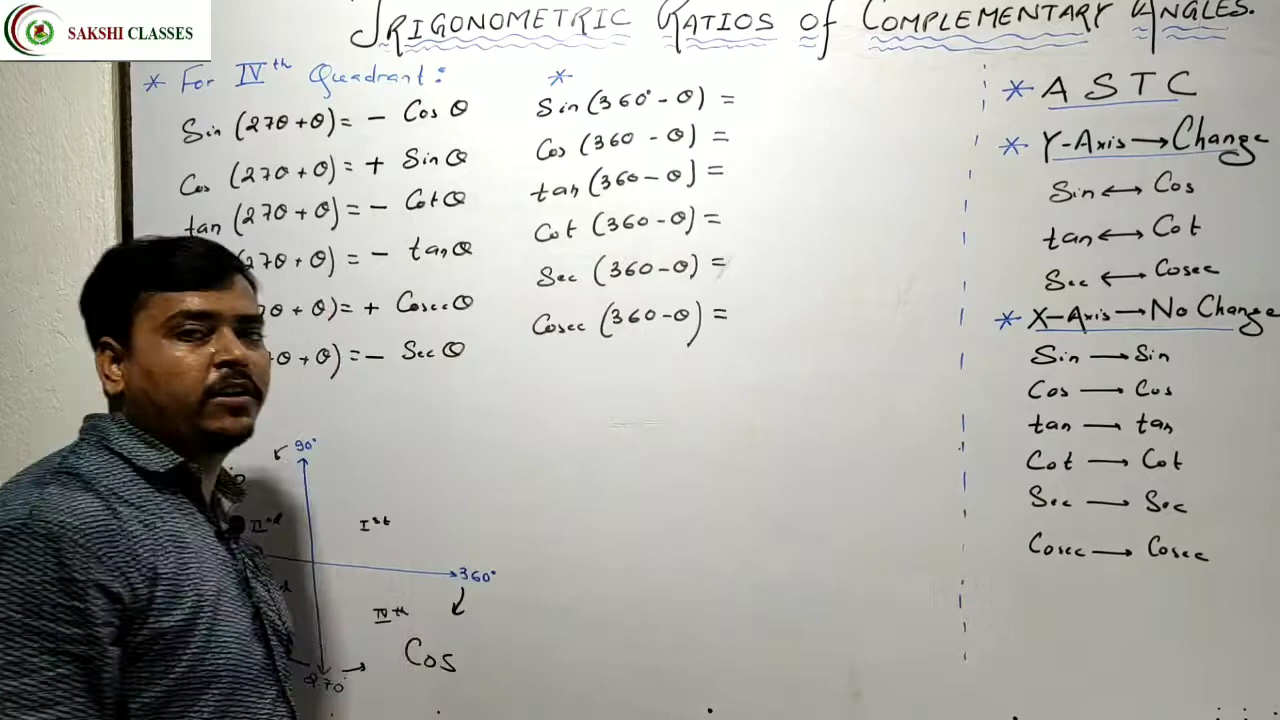 SAKSHI CLASSES
TRIGONOMETRIC RATIOS of COMPLEMENTARY ANGLES.
* For IVth Quadrant:
Sin (270+θ) = - Cos θ
Cos (270+θ) = + Sin θ
tan (270+θ) = - Cot θ
270+θ) = - tan θ
0+θ) = + Cosec θ
0+θ) = - Sec θ
*
Sin (360°-θ) =
Cos (360-θ) =
tan (360-θ) =
Cot (360-θ) =
Sec (360-θ) =
Cosec (360-θ) =
* A S T C
* Y-Axis → Change
Sin ↔ Cos
tan ↔ Cot
Sec ↔ Cosec
* X-Axis → No Change
Sin → Sin
Cos → Cos
tan → tan
Cot → Cot
Sec → Sec
Cosec → Cosec
90°
IInd Ist
360°
IVth
Cos
270